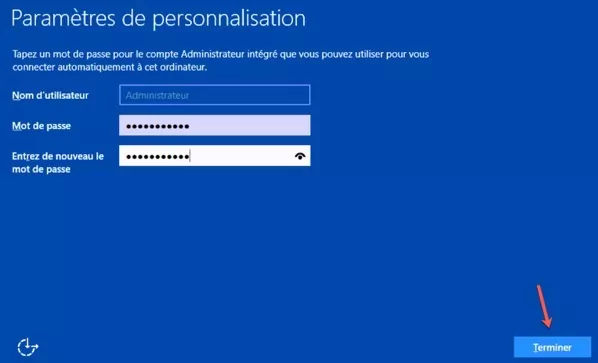 Paramètres de personnalisation
Tapez un mot de passe pour le compte Administrateur intégré que vous pouvez utiliser pour vous
connecter automatiquement à cet ordinateur.
Nom d'utilisateur
Administrateur
Mot de passe
•••••••••••
Entrez de nouveau le
mot de passe
•••••••••••
Terminer